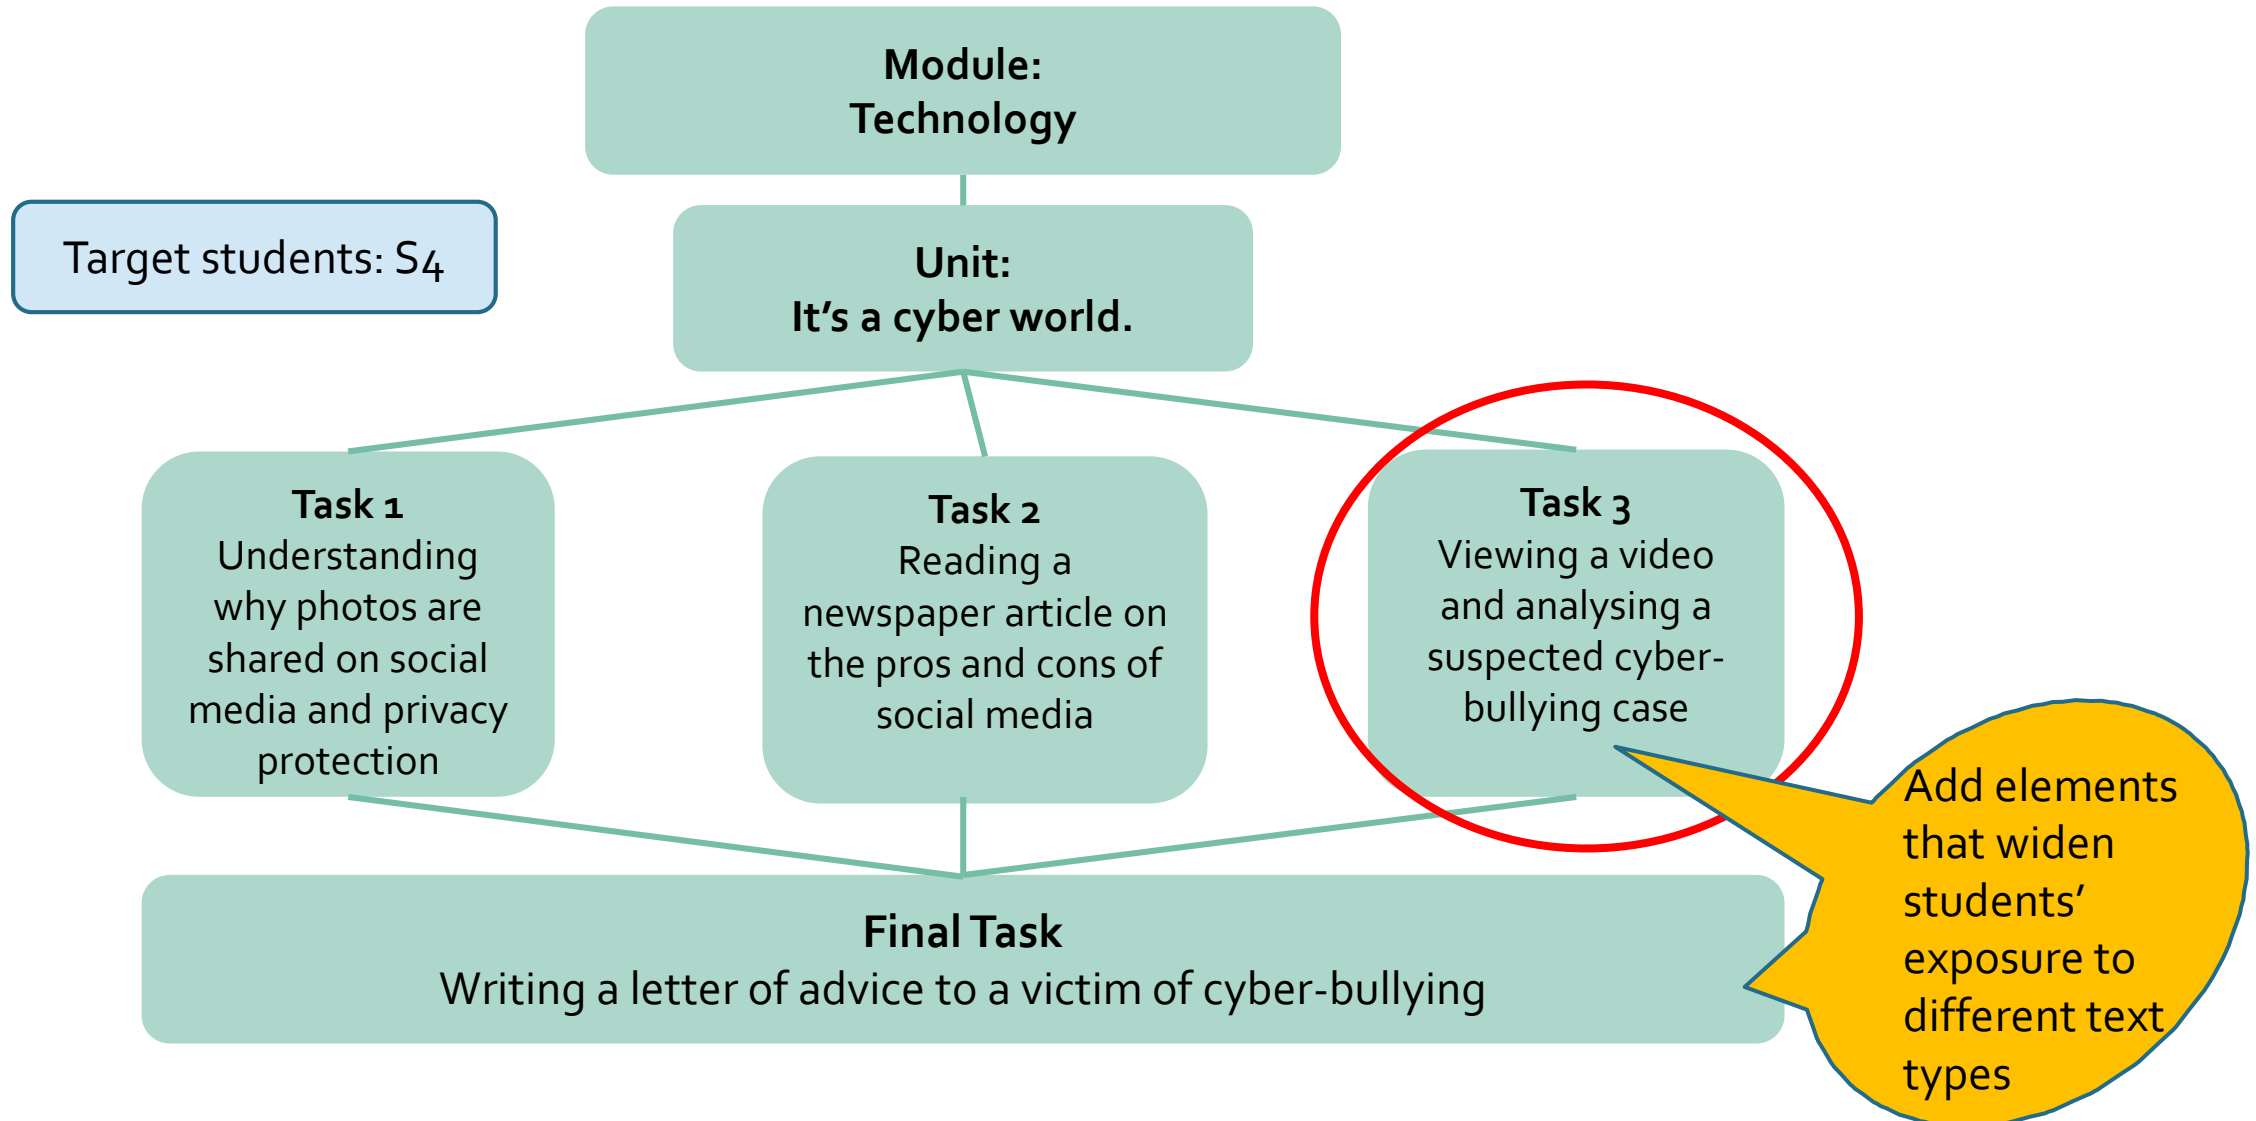 Module:
Technology
Target students: S4
Unit:
It’s a cyber world.
Task 1
Understanding
why photos are
shared on social
media and privacy
protection
Task 2
Reading a
newspaper article on
the pros and cons of
social media
Task 3
Viewing a video
and analysing a
suspected cyber-
bullying case
Add elements
that widen
students’
exposure to
different text
types
Final Task
Writing a letter of advice to a victim of cyber-bullying